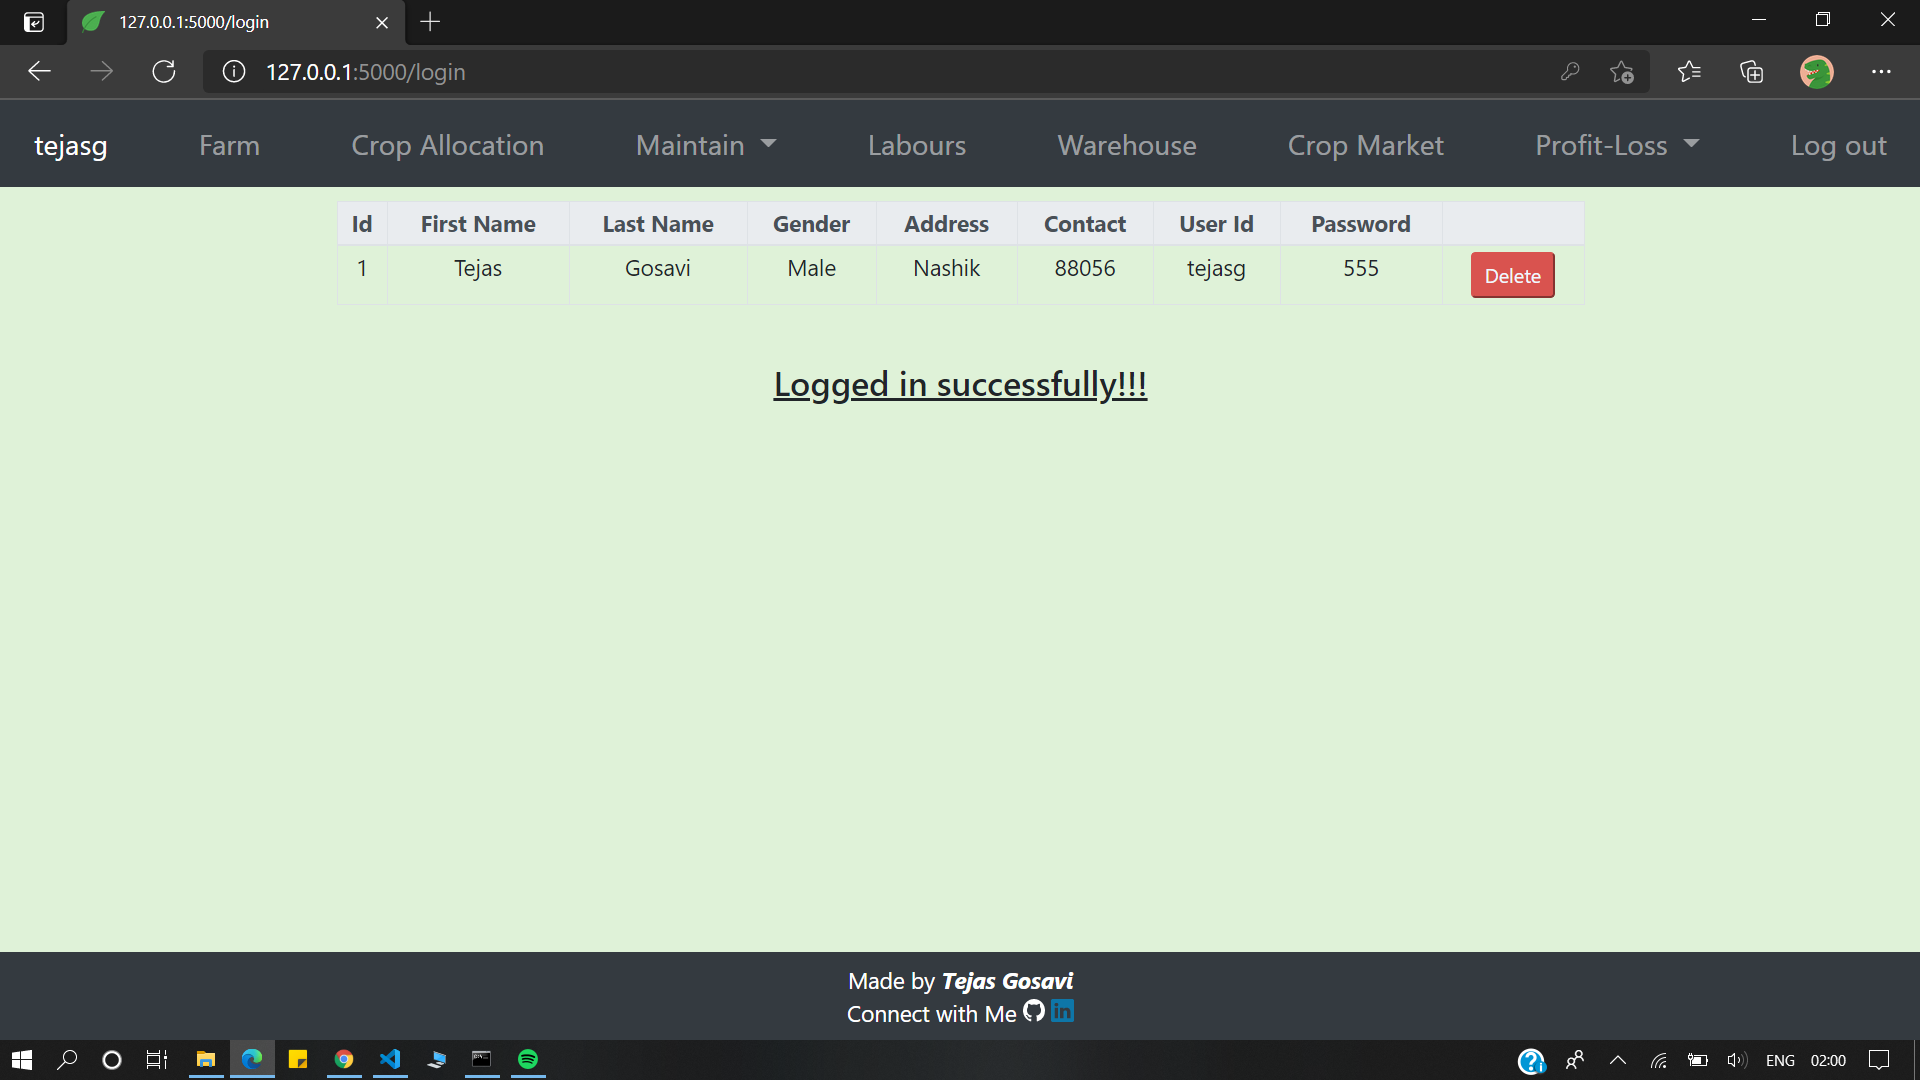 127.0.0.1:5000/login
127.0.0.1:5000/login
tejasg Farm Crop Allocation Maintain Labours Warehouse Crop Market Profit-Loss Log out
Id First Name Last Name Gender Address Contact User Id Password
1 Tejas Gosavi Male Nashik 88056 tejasg 555 Delete
Logged in successfully!!!
Made by Tejas Gosavi
Connect with Me in
ENG 02:00